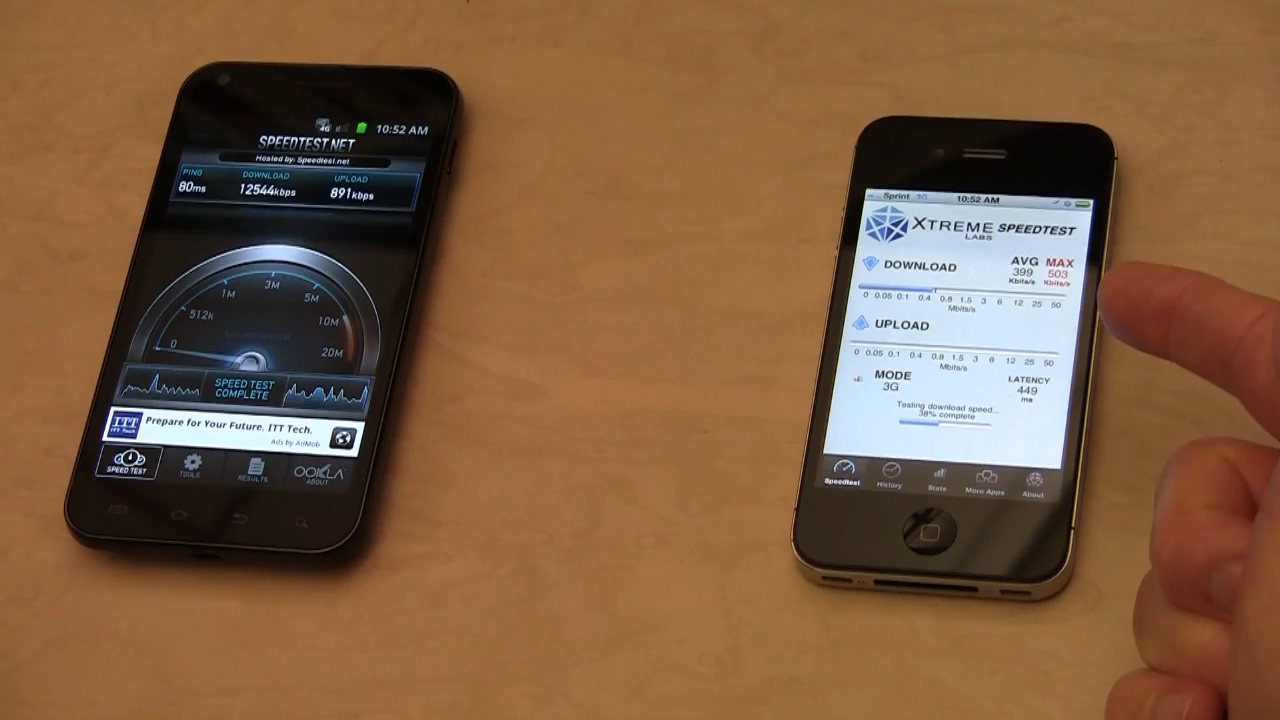 4G 10:52 AM
SPEEDTEST.NET
Hosted by: Speedtest.net
PING DOWNLOAD UPLOAD
80ms 12544kbps 891kbps
0 512k 1M 3M 5M 10M 20M
SPEED TEST
COMPLETE
ITT
ITT Tech
Prepare for Your Future. ITT Tech.
Ads by AdMob
SPEED TEST TOOLS RESULTS OOKLA
ABOUT
Sprint 3G 10:52 AM
XTREME SPEEDTEST
LABS
DOWNLOAD AVG MAX
399 503
Kbits/s Kbits/s
0 0.05 0.1 0.4 0.8 1.5 3 6 12 25 50
Mbits/s
UPLOAD
0 0.05 0.1 0.4 0.8 1.5 3 6 12 25 50
Mbits/s
MODE LATENCY
3G 449
ms
Testing download speed...
38% complete
Speedtest History Stats More Apps About